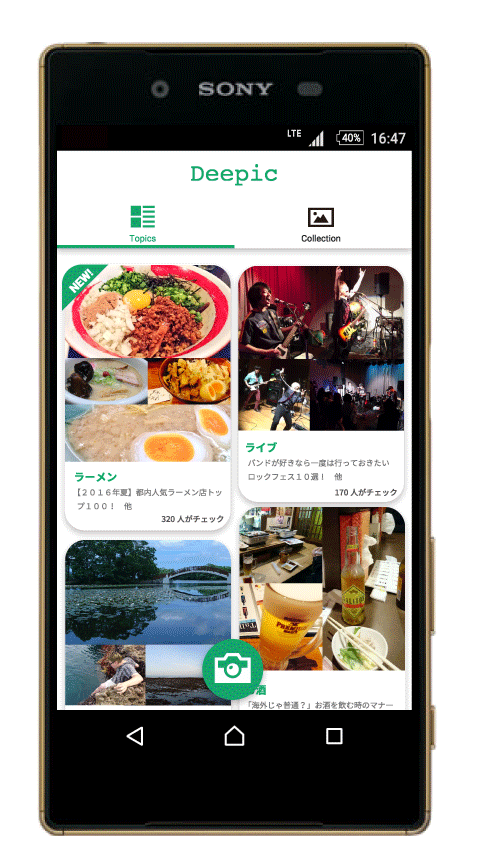 SONY
LTE
40%
16:47
Deepic
Topics
Collection
NEW!
ラーメン
【２０１６年夏】都内人気ラーメン店トッ
プ１００！　他
320 人がチェック
ライブ
バンドが好きなら一度は行っておきたい
ロックフェス１０選！　他
170 人がチェック
酒
「海外じゃ普通？」お酒を飲む時のマナー